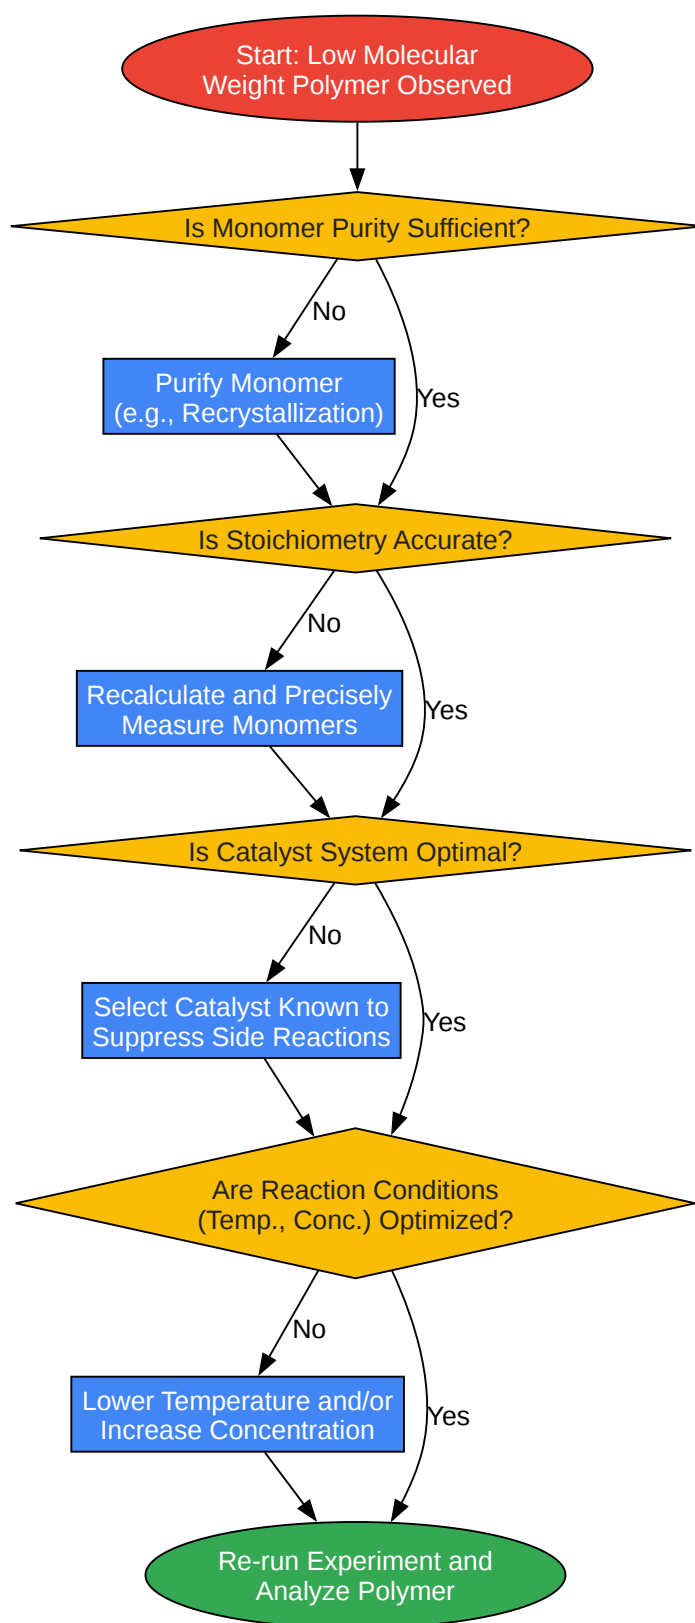 Start: Low Molecular
Weight Polymer Observed
Is Monomer Purity Sufficient?
No
Purify Monomer
(e.g., Recrystallization)
Yes
Is Stoichiometry Accurate?
No
Recalculate and Precisely
Measure Monomers
Yes
Is Catalyst System Optimal?
No
Select Catalyst Known to
Suppress Side Reactions
Yes
Are Reaction Conditions
(Temp., Conc.) Optimized?
No
Lower Temperature and/or
Increase Concentration
Yes
Re-run Experiment and
Analyze Polymer